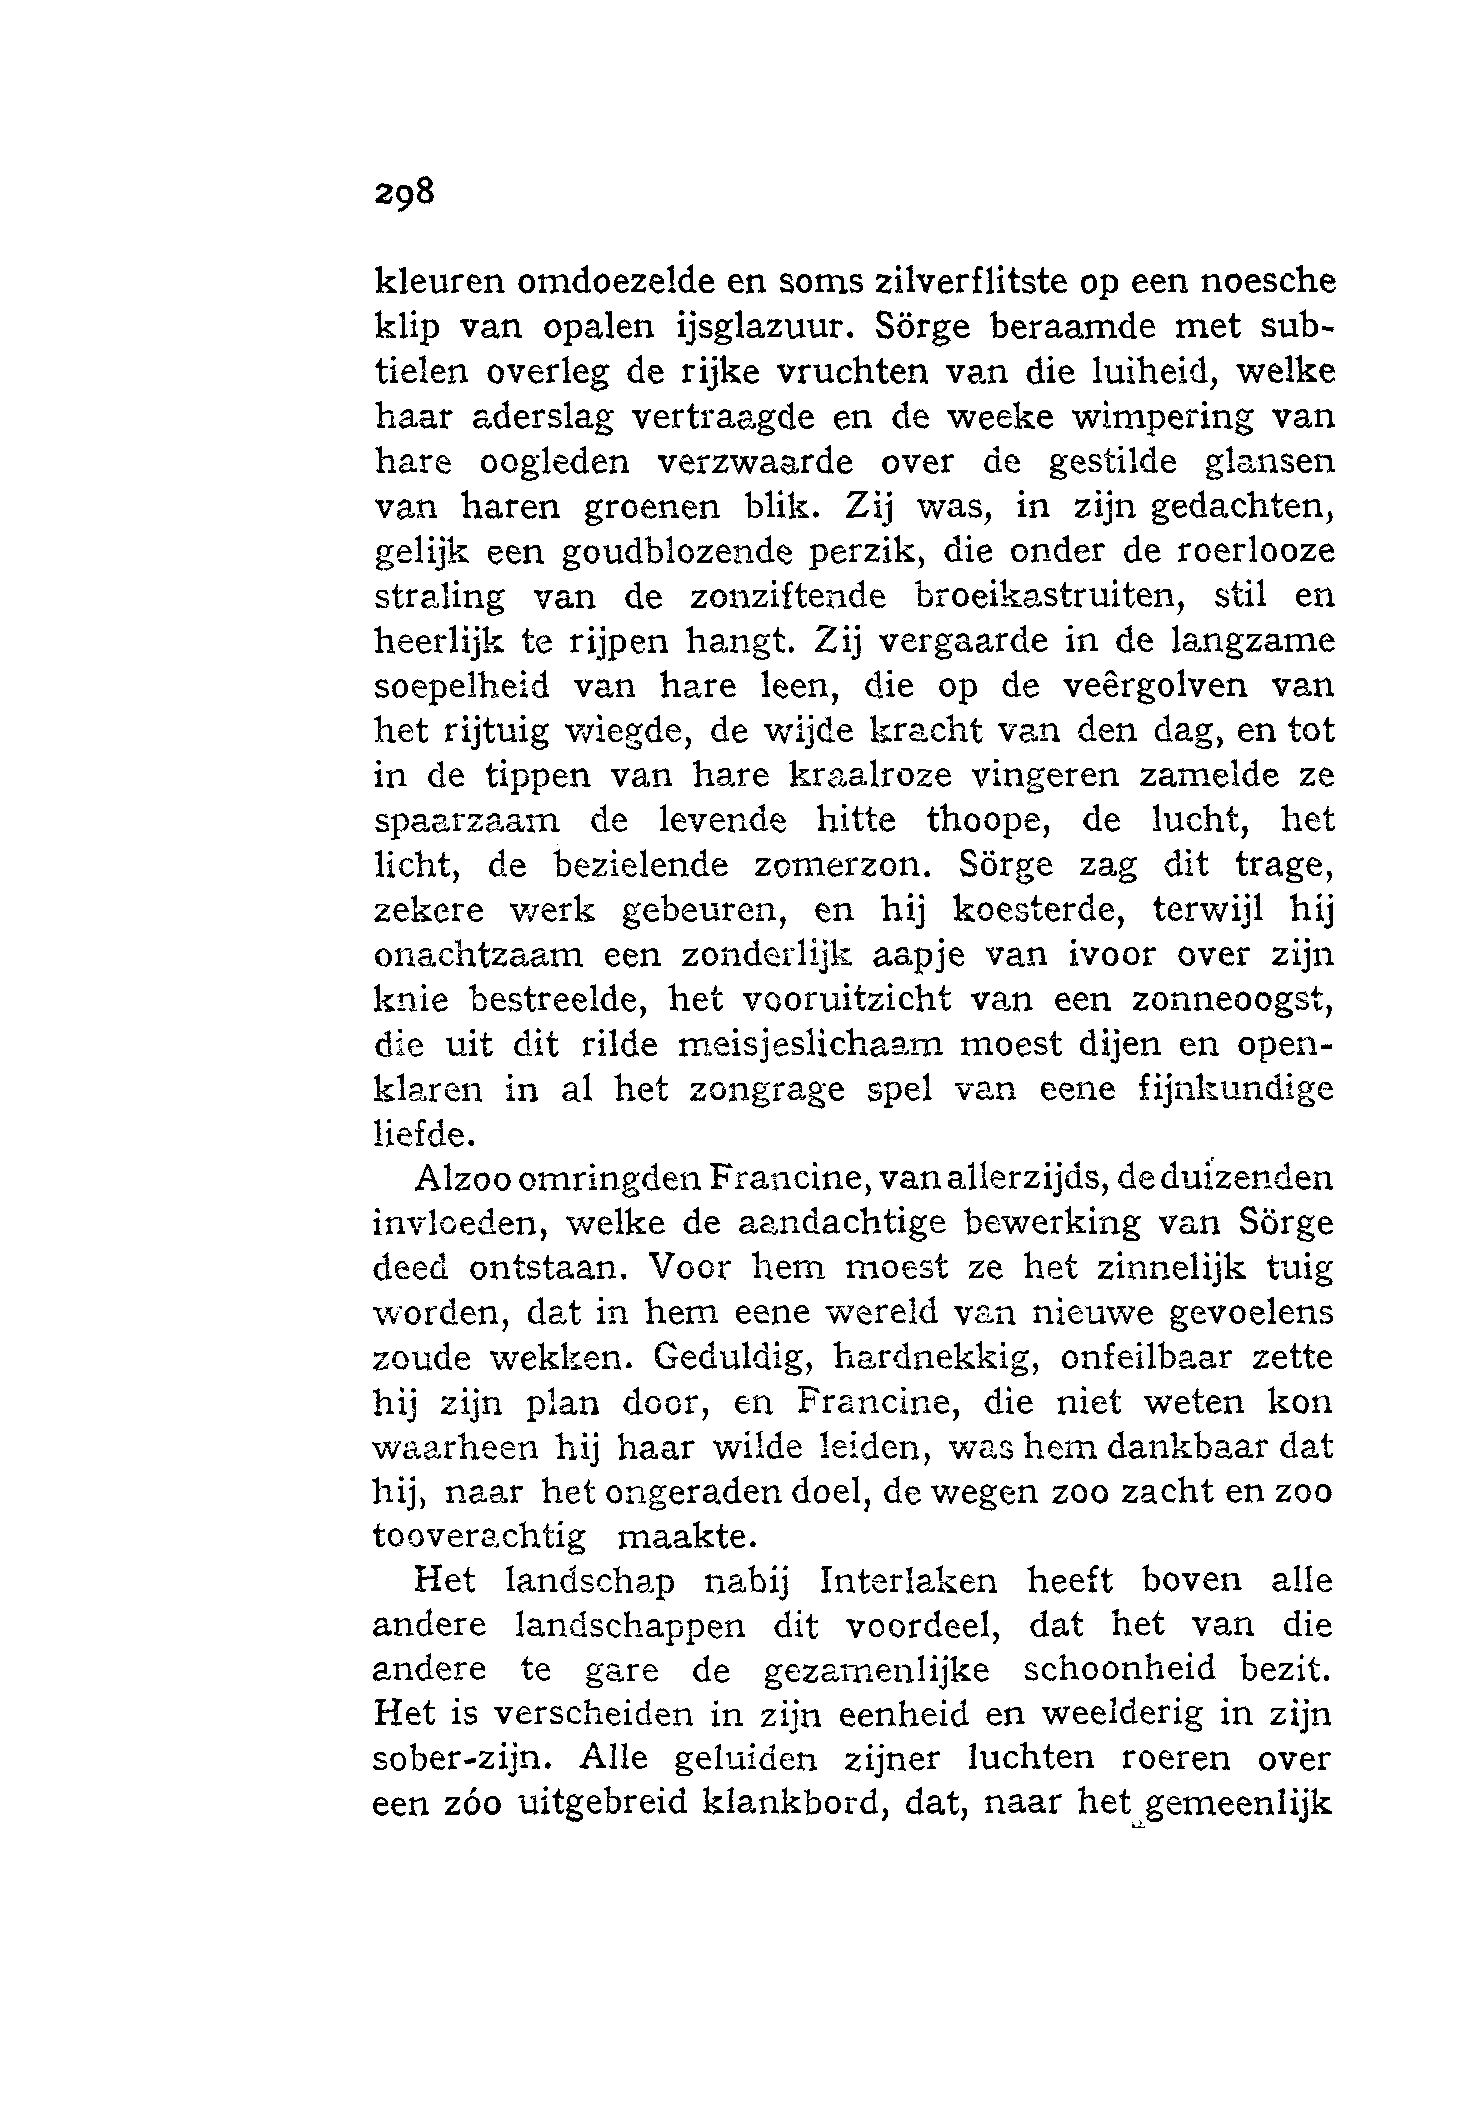 298
kleuren omdoezelde en soms zilverflitste op een noesche
klip van opalen ijsglazuur. Sörge beraamde met sub-
tielen overleg de rijke vruchten van die luiheid, welke
haar aderslag vertraagde en de weeke wimpering van
hare oogleden verzwaarde over de gestilde glansen
van haren groenen blik. Zij was, in zijn gedachten,
gelijk een goudblozende perzik, die onder de roerlooze
straling van de zonziftende broeikastruiten, stil en
heerlijk te rijpen hangt. Zij vergaarde in de langzame
soepelheid van hare leen, die op de veêrgolven van
het rijtuig wiegde, de wijde kracht van den dag, en tot
in de tippen van hare kraalroze vingeren zamelde ze
spaarzaam de levende hitte thoope, de lucht, het
licht, de bezielende zomerzon. Sörge zag dit trage,
zekere werk gebeuren, en hij koesterde, terwijl hij
onachtzaam een zonderlijk aapje van ivoor over zijn
knie bestreelde, het vooruitzicht van een zonneoogst,
die uit dit rilde meisjeslichaam moest dijen en open-
klaren in al het zongrage spel van eene fijnkundige
liefde.
Alzoo omringden Francine, van allerzijds, de duizenden
invloeden, welke de aandachtige bewerking van Sörge
deed ontstaan. Voor hem moest ze het zinnelijk tuig
worden, dat in hem eene wereld van nieuwe gevoelens
zoude wekken. Geduldig, hardnekkig, onfeilbaar zette
hij zijn plan door, en Francine, die niet weten kon
waarheen hij haar wilde leiden, was hem dankbaar dat
hij, naar het ongeraden doel, de wegen zoo zacht en zoo
tooverachtig maakte.
Het landschap nabij Interlaken heeft boven alle
andere landschappen dit voordeel, dat het van die
andere te gare de gezamenlijke schoonheid bezit.
Het is verscheiden in zijn eenheid en weelderig in zijn
sober-zijn. Alle geluiden zijner luchten roeren over
een zóo uitgebreid klankbord, dat, naar het gemeenlijk